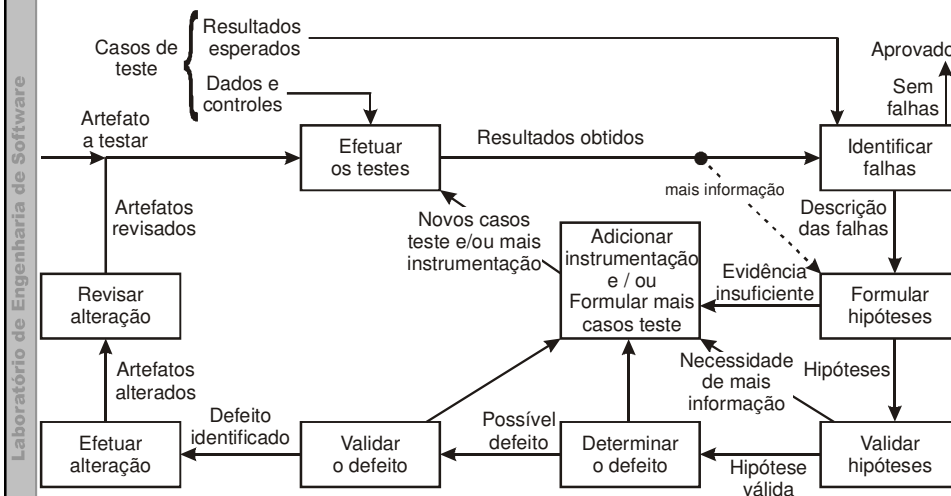 Laboratório de Engenharia de Software
Casos de
teste
Resultados
esperados
Dados e
controles
Aprovado
Sem
falhas
Artefato
a testar
Efetuar
os testes
Resultados obtidos
Identificar
falhas
mais informação
Artefatos
revisados
Novos casos
teste e/ou mais
instrumentação
Adicionar
instrumentação
e / ou
Formular mais
casos teste
Descrição
das falhas
Evidência
insuficiente
Revisar
alteração
Formular
hipóteses
Artefatos
alterados
Necessidade
de mais
informação
Hipóteses
Efetuar
alteração
Defeito
identificado
Validar
o defeito
Possível
defeito
Determinar
o defeito
Hipótese
válida
Validar
hipóteses